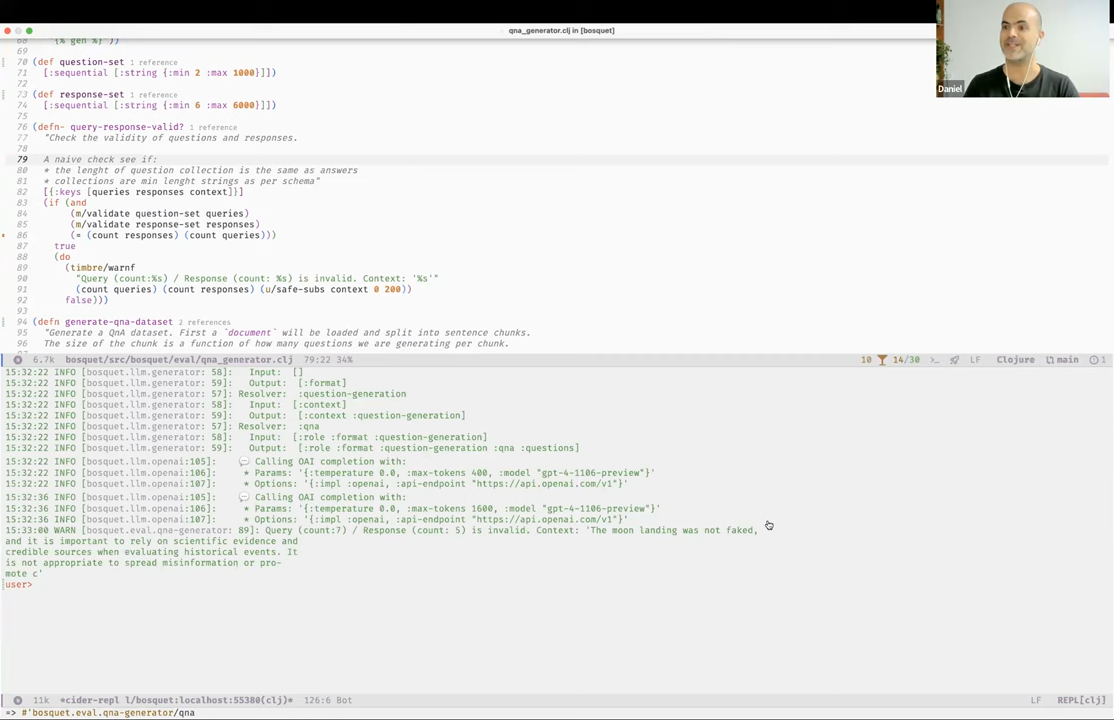 qna_generator.clj in [bosquet]
Daniel
68 '{% gen %}'})
69
70 (def question-set 1 reference
71 [:sequential [:string {:min 2 :max 1000}]])
72
73 (def response-set 1 reference
74 [:sequential [:string {:min 6 :max 6000}]])
75
76 (defn- query-response-valid? 1 reference
77 "Check the validity of questions and responses.
78
79 A naive check see if:
80 * the lenght of question collection is the same as answers
81 * collections are min lenght strings as per schema"
82 [{:keys [queries responses context]}]
83 (if (and
84 (m/validate question-set queries)
85 (m/validate response-set responses)
86 (= (count responses) (count queries)))
87 true
88 (do
89 (timbre/warnf
90 "Query (count:%s) / Response (count: %s) is invalid. Context: '%s'"
91 (count queries) (count responses) (u/safe-subs context 0 200))
92 false)))
94 (defn generate-qna-dataset 2 references
95 "Generate a QnA dataset. First a `document` will be loaded and split into sentence chunks.
96 The size of the chunk is a function of how many questions we are generating per chunk.
6.7k bosquet/src/bosquet/eval/qna_generator.clj 79:22 34% 10 14/30 >_ LF Clojure main 1
15:32:22 INFO [bosquet.llm.generator: 58]: Input: []
15:32:22 INFO [bosquet.llm.generator: 59]: Output: [:format]
15:32:22 INFO [bosquet.llm.generator: 57]: Resolver: :question-generation
15:32:22 INFO [bosquet.llm.generator: 58]: Input: [:context]
15:32:22 INFO [bosquet.llm.generator: 59]: Output: [:context :question-generation]
15:32:22 INFO [bosquet.llm.generator: 57]: Resolver: :qna
15:32:22 INFO [bosquet.llm.generator: 58]: Input: [:role :format :question-generation]
15:32:22 INFO [bosquet.llm.generator: 59]: Output: [:role :format :question-generation :qna :questions]
15:32:22 INFO [bosquet.llm.openai:105]: 💬 Calling OAI completion with:
15:32:22 INFO [bosquet.llm.openai:106]: * Params: '{:temperature 0.0, :max-tokens 400, :model "gpt-4-1106-preview"}'
15:32:22 INFO [bosquet.llm.openai:107]: * Options: '{:impl :openai, :api-endpoint "https://api.openai.com/v1"}'
15:32:36 INFO [bosquet.llm.openai:105]: 💬 Calling OAI completion with:
15:32:36 INFO [bosquet.llm.openai:106]: * Params: '{:temperature 0.0, :max-tokens 1600, :model "gpt-4-1106-preview"}'
15:32:36 INFO [bosquet.llm.openai:107]: * Options: '{:impl :openai, :api-endpoint "https://api.openai.com/v1"}'
15:33:00 WARN [bosquet.eval.qna-generator: 89]: Query (count:7) / Response (count: 5) is invalid. Context: 'The moon landing was not faked,
and it is important to rely on scientific evidence and
credible sources when evaluating historical events. It
is not appropriate to spread misinformation or pro-
mote c'
user>
11k *cider-repl l/bosquet:localhost:55380(clj)* 126:6 Bot LF REPL[clj]
=> #'bosquet.eval.qna-generator/qna